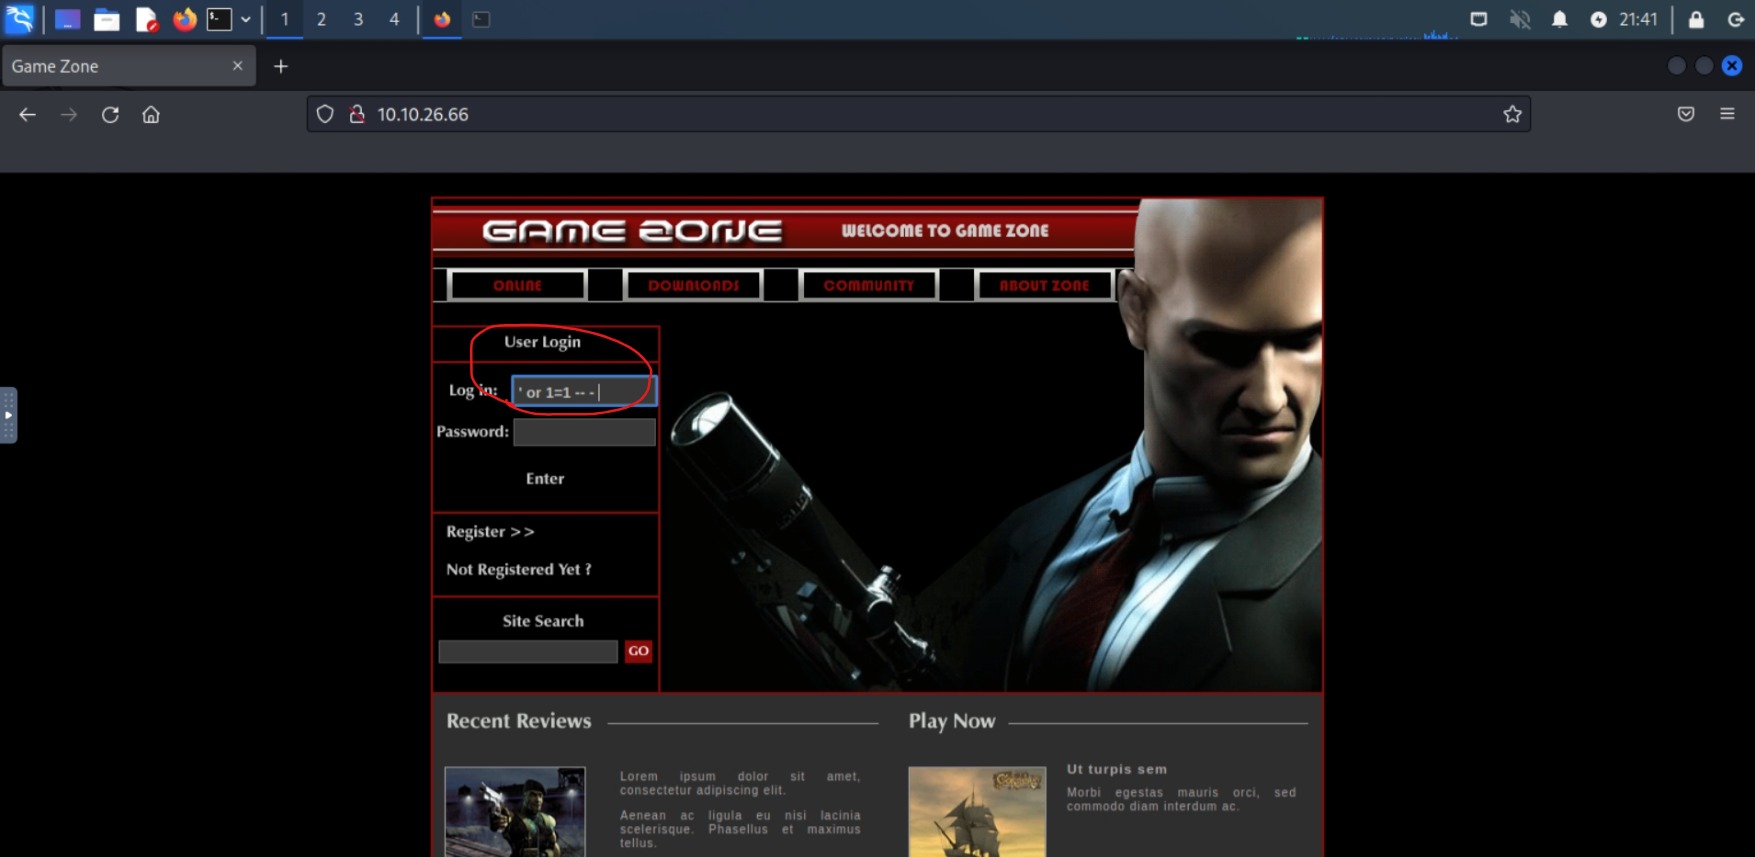 1 2 3 4 21:41
Game Zone
10.10.26.66
GAME ZONE WELCOME TO GAME ZONE
ONLINE DOWNLOADS COMMUNITY ABOUT ZONE
User Login
Log in: ' or 1=1 -- -
Password:
Enter
Register >>
Not Registered Yet ?
Site Search
GO
Recent Reviews
Lorem ipsum dolor sit amet,
consectetur adipiscing elit.
Aenean ac ligula eu nisi lacinia
scelerisque. Phasellus et maximus
tellus.
Play Now
Ut turpis sem
Morbi egestas mauris orci, sed
commodo diam interdum ac.